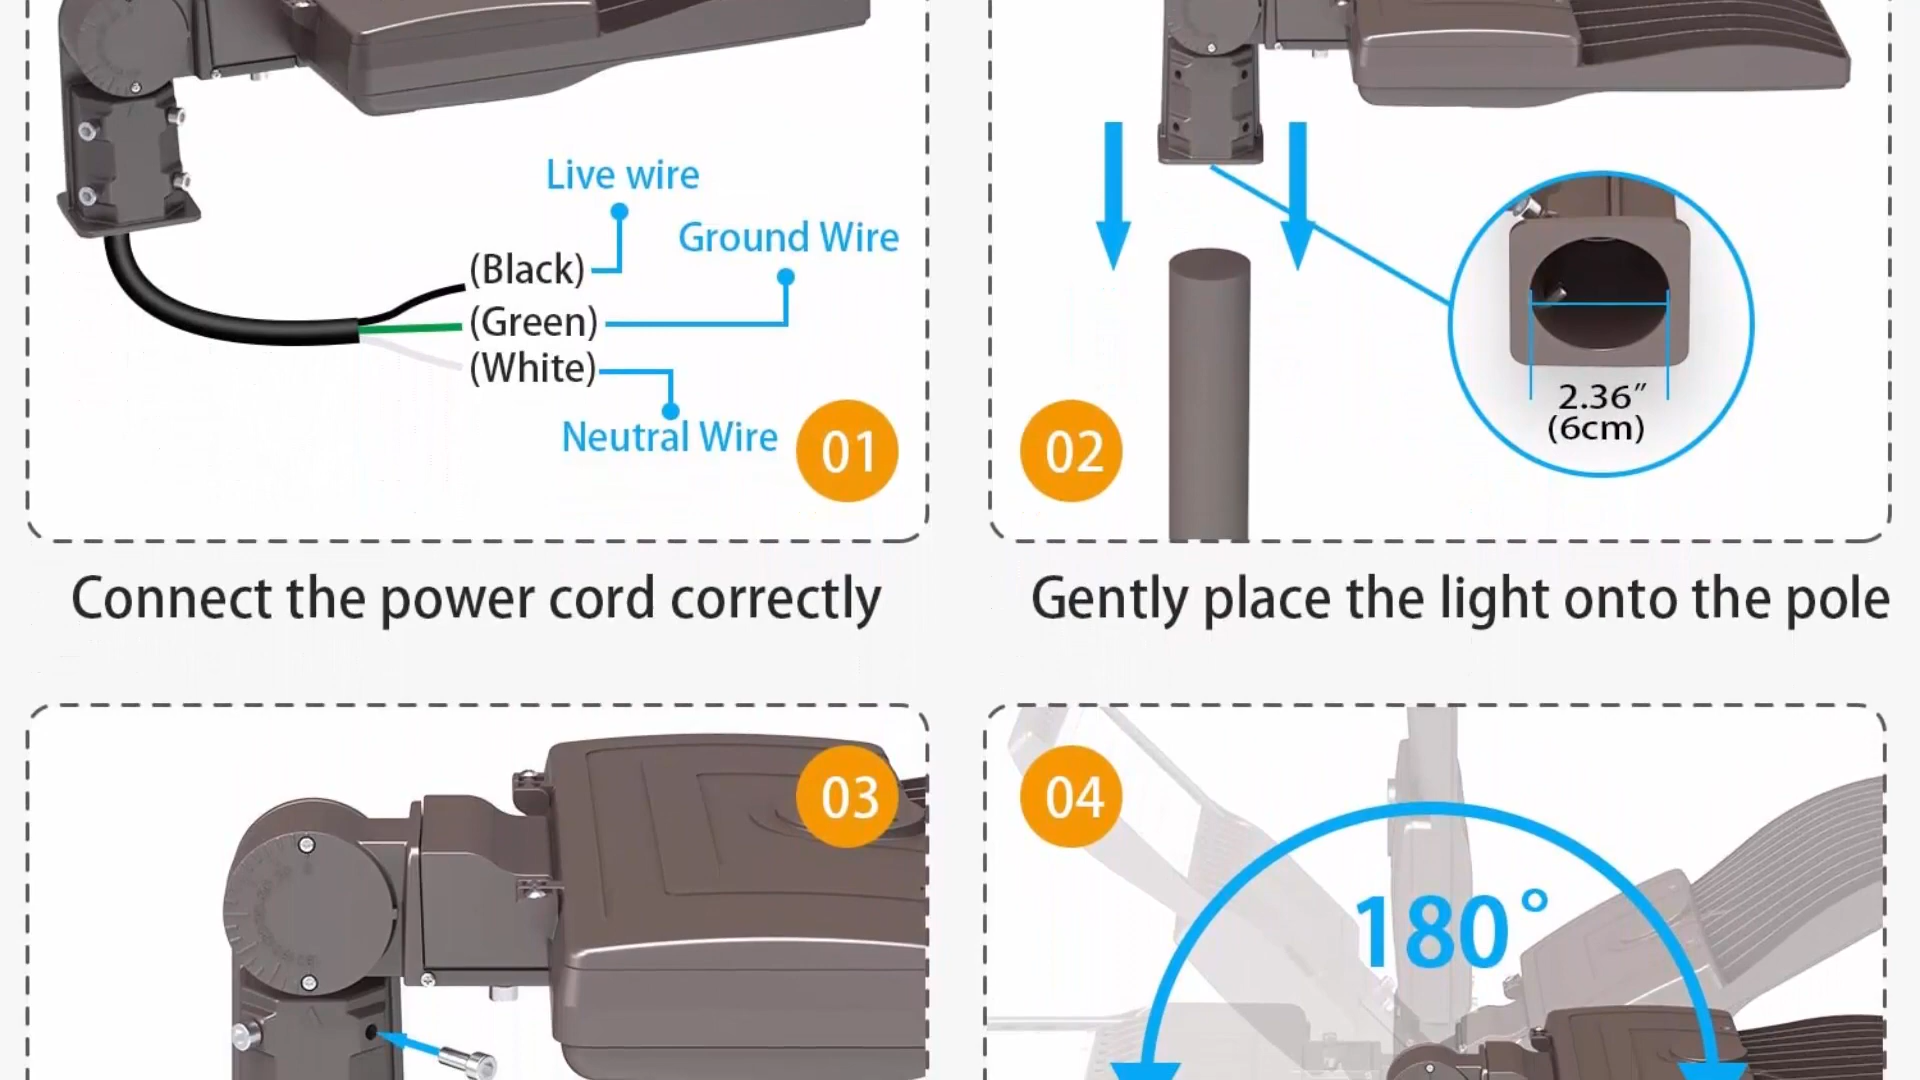 Live wire
Ground Wire
(Black)
(Green)
(White)
Neutral Wire
01
02
2.36″
(6cm)
Connect the power cord correctly
Gently place the light onto the pole
03
04
180°